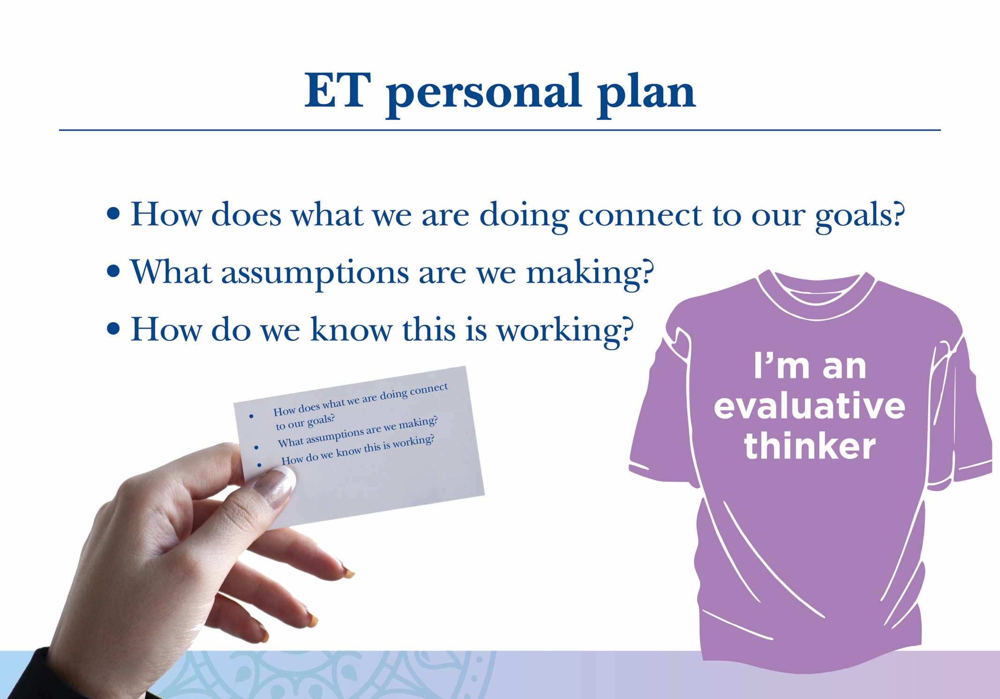 ET personal plan
• How does what we are doing connect to our goals?
• What assumptions are we making?
• How do we know this is working?
• How does what we are doing connect
to our goals?
• What assumptions are we making?
• How do we know this is working?
I'm an
evaluative
thinker